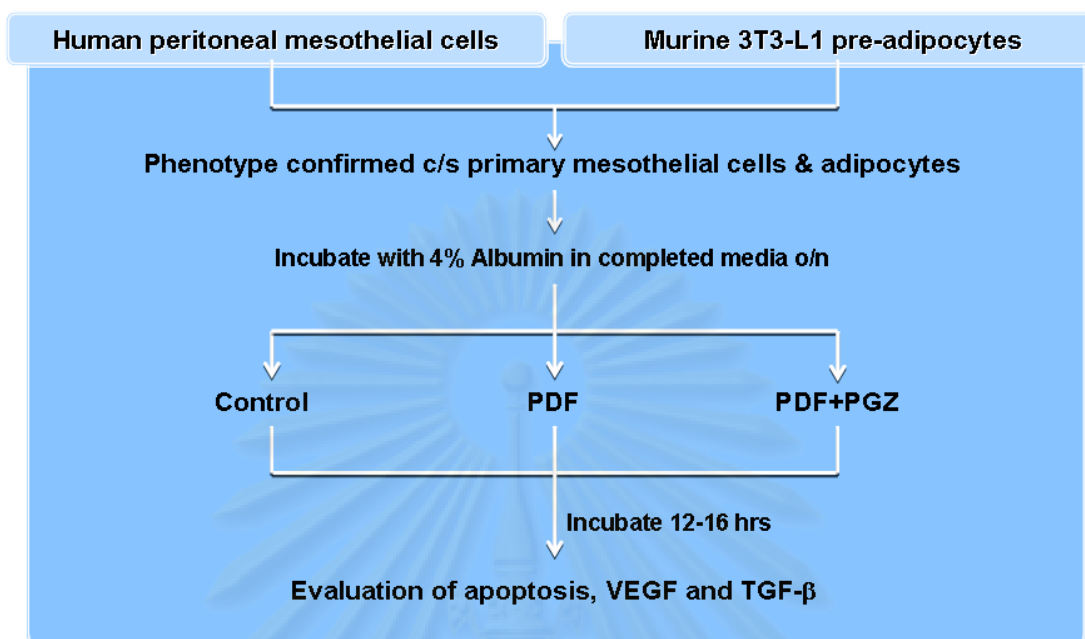 Human peritoneal mesothelial cells
Murine 3T3-L1 pre-adipocytes
Phenotype confirmed c/s primary mesothelial cells & adipocytes
Incubate with 4% Albumin in completed media o/n
Control
PDF
PDF+PGZ
Incubate 12-16 hrs
Evaluation of apoptosis, VEGF and TGF-β